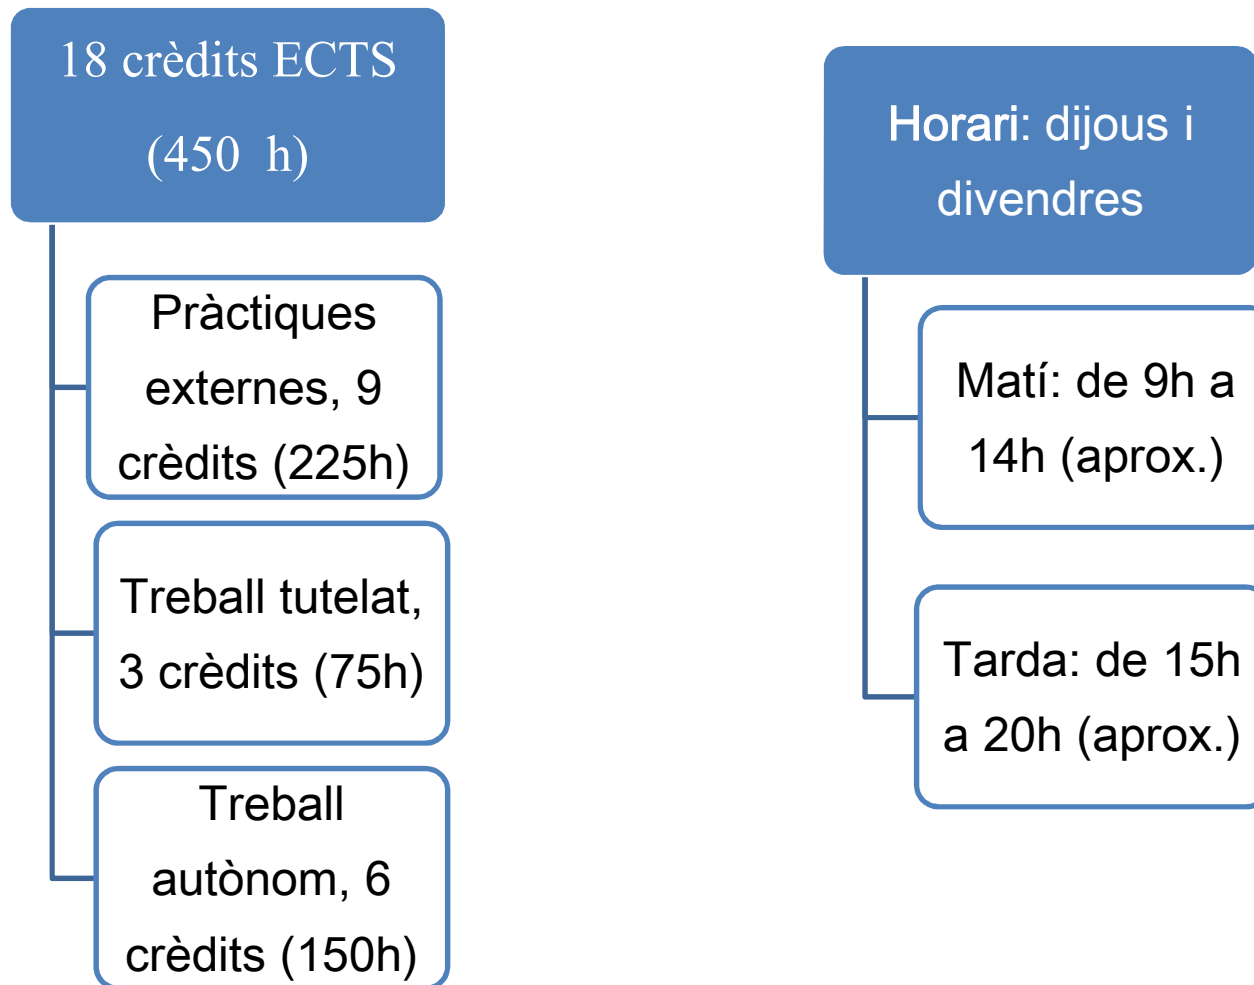 18 crèdits ECTS
(450 h)
Pràctiques
externes, 9
crèdits (225h)
Treball tutelat,
3 crèdits (75h)
Treball
autònom, 6
crèdits (150h)
Horari: dijous i
divendres
Matí: de 9h a
14h (aprox.)
Tarda: de 15h
a 20h (aprox.)